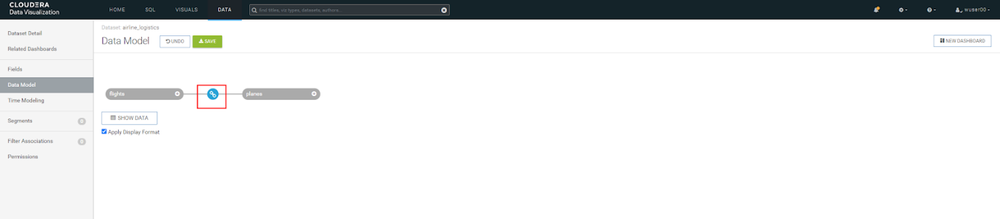 CLOUDERA
Data Visualization
HOME SQL VISUALS DATA
find titles, viz types, datasets, authors...
wuser00
Dataset Detail
Related Dashboards
Fields
Data Model
Time Modeling
Segments 0
Filter Associations 0
Permissions
Dataset: airline_logistics
Data Model UNDO SAVE
NEW DASHBOARD
flights planes
SHOW DATA
Apply Display Format